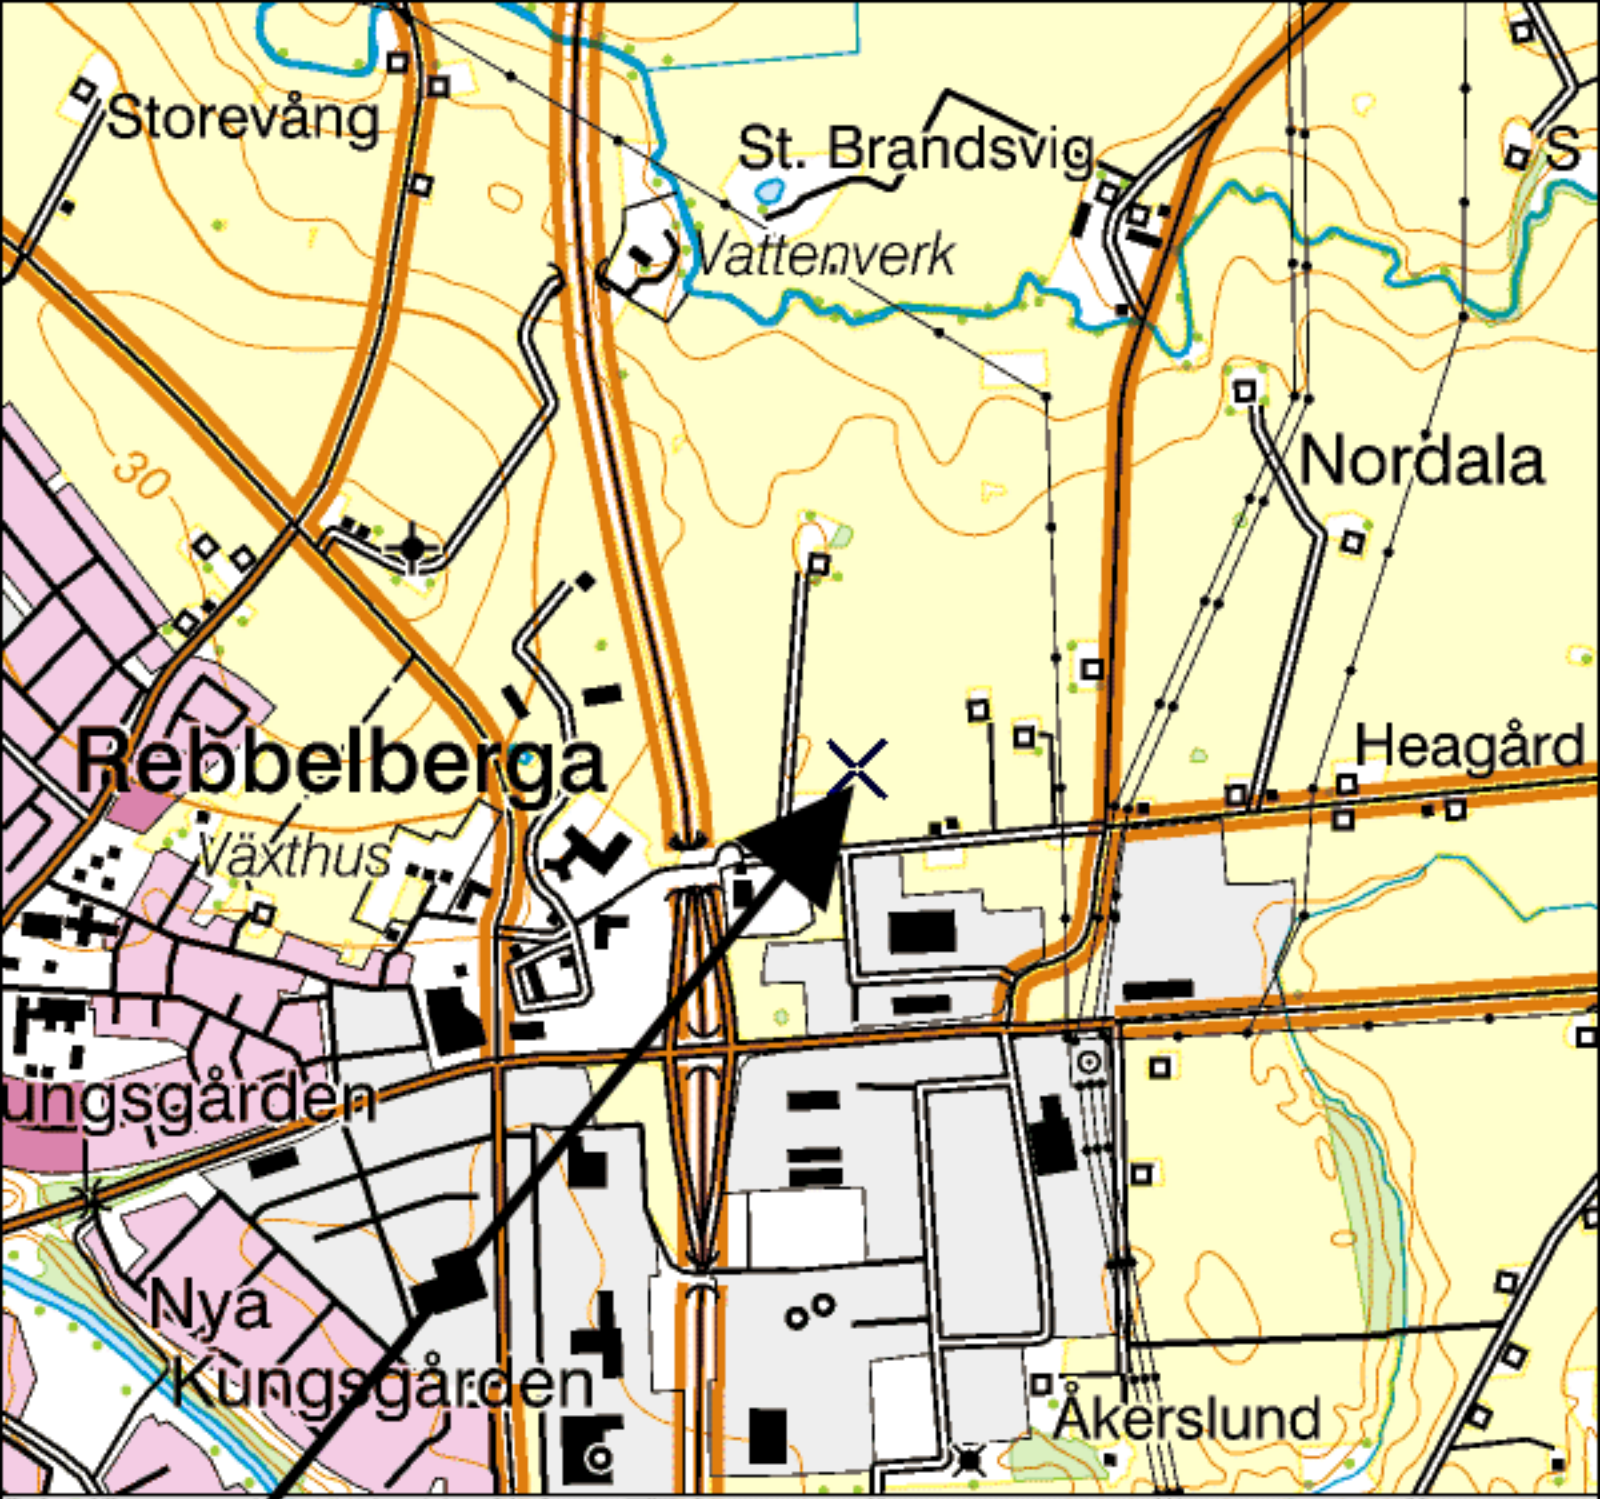 Storevång
St. Brandsvig
S
Vattenverk
30
Nordala
Rebbelberga
Heagård
Växthus
ungsgården
Nya
Kungsgården
Åkerslund